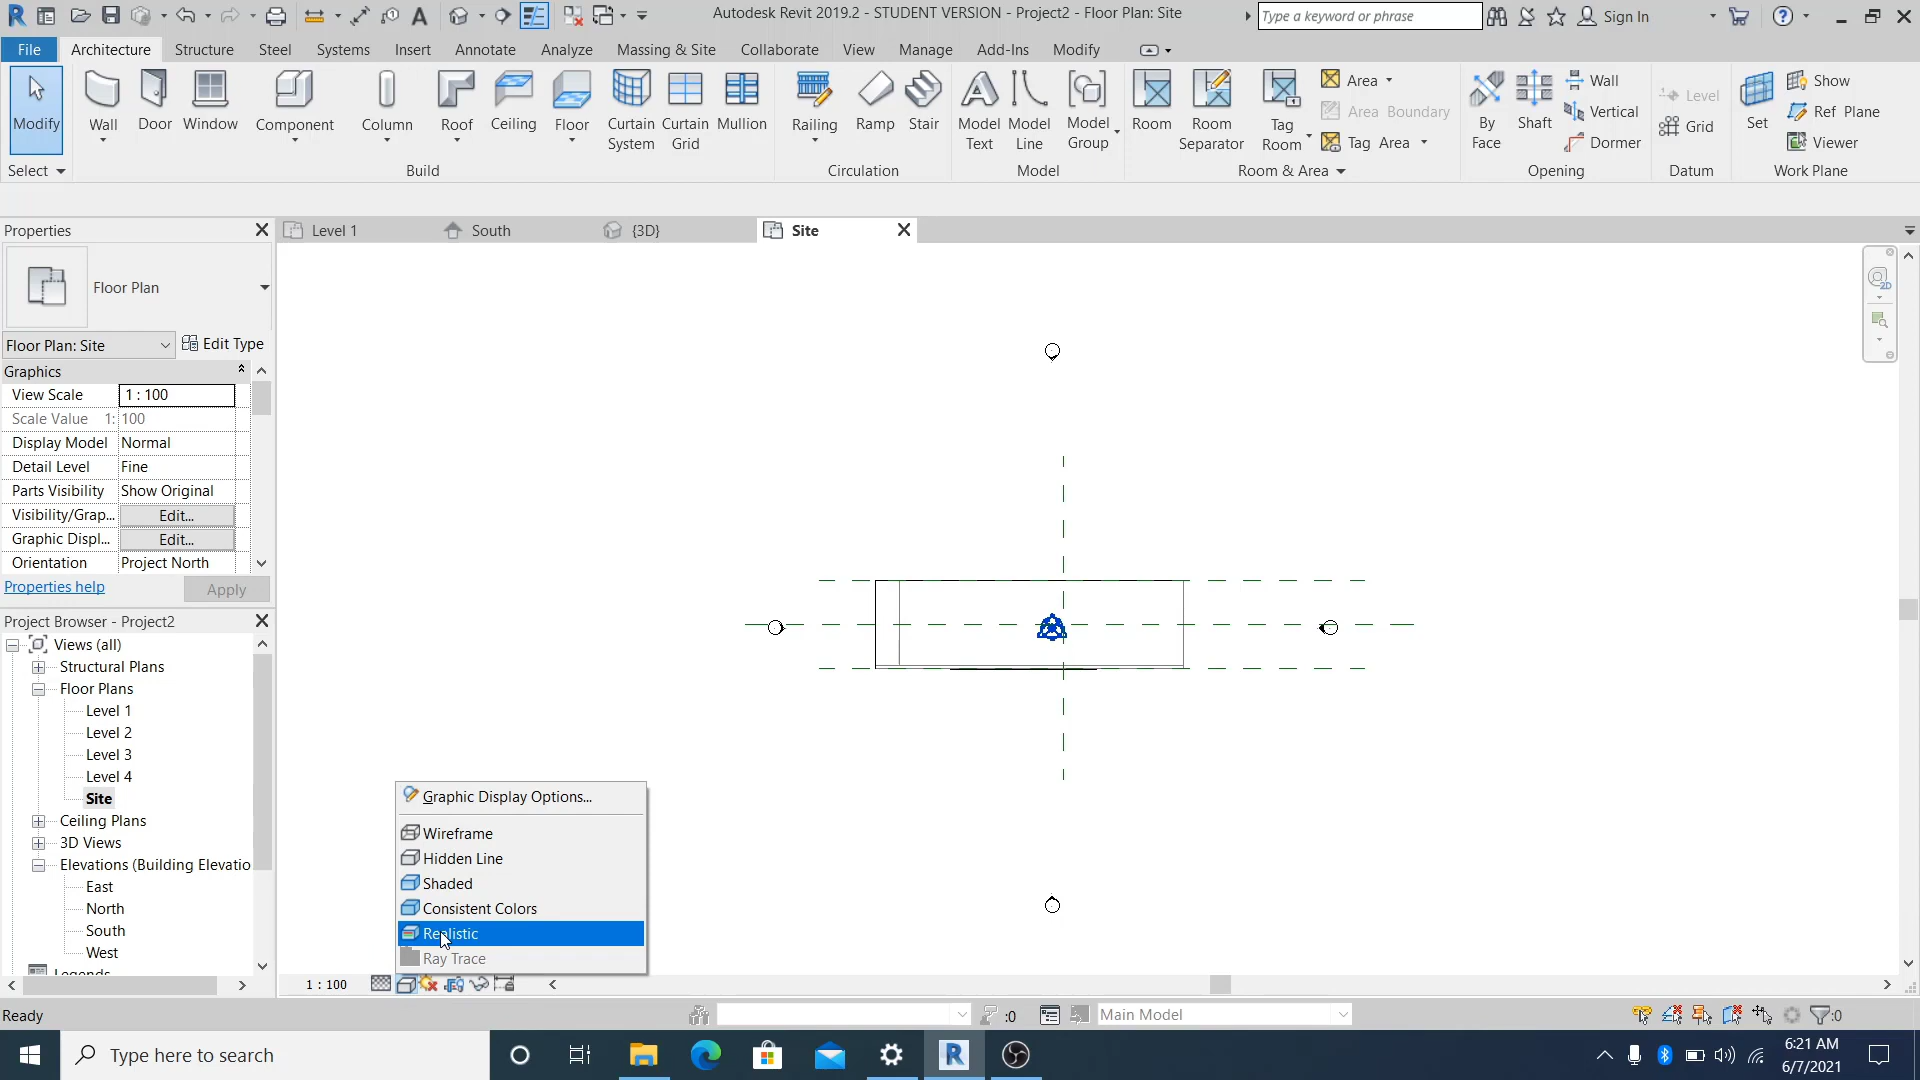 Autodesk Revit 2019.2 - STUDENT VERSION - Project2 - Floor Plan: Site
Type a keyword or phrase
Sign In
File Architecture Structure Steel Systems Insert Annotate Analyze Massing & Site Collaborate View Manage Add-Ins Modify
Modify
Wall
Door
Window
Component
Column
Roof
Ceiling
Floor
Curtain System
Curtain Grid
Mullion
Railing
Ramp
Stair
Model Text
Model Line
Model Group
Room
Room Separator
Tag Room
Area
Area Boundary
Tag Area
By Face
Shaft
Wall
Vertical
Dormer
Level
Grid
Set
Show
Ref Plane
Viewer
Select
Build
Circulation
Model
Room & Area
Opening
Datum
Work Plane
Properties
Level 1
South
{3D}
Site
Floor Plan
Floor Plan: Site
Edit Type
Graphics
View Scale 1 : 100
Scale Value 1: 100
Display Model Normal
Detail Level Fine
Parts Visibility Show Original
Visibility/Grap... Edit...
Graphic Displ... Edit...
Orientation Project North
Properties help
Apply
Project Browser - Project2
Views (all)
Structural Plans
Floor Plans
Level 1
Level 2
Level 3
Level 4
Site
Ceiling Plans
3D Views
Elevations (Building Elevatio
East
North
South
West
Legends
2D
Graphic Display Options...
Wireframe
Hidden Line
Shaded
Consistent Colors
Realistic
Ray Trace
1 : 100
Ready
:0
Main Model
:0
Type here to search
6:21 AM
6/7/2021